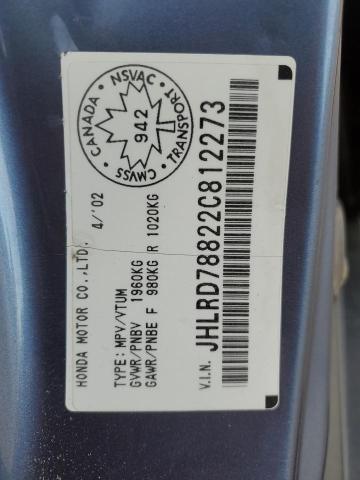 HONDA MOTOR CO.,LTD. 4/'02
TYPE: MPV/VTUM
GVWR/PNBV 1960KG
GAWR/PNBE F 980KG R 1020KG
V.I.N. JHLRD78822C812273
CANADA · NSVAC · TRANSPORT · CMVSS
942